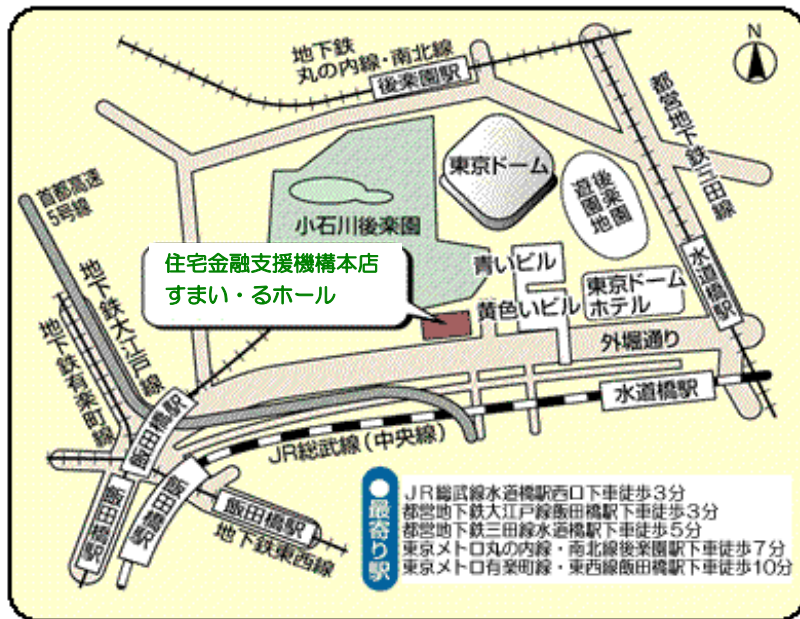 地下鉄
丸の内線・南北線
後楽園駅
N
都営地下鉄三田線
東京ドーム
後楽園
遊園地
首都高速
5号線
小石川後楽園
住宅金融支援機構本店
すまい・るホール
青いビル
黄色いビル
東京ドーム
ホテル
水道橋駅
地下鉄大江戸線
地下鉄有楽町線
外堀通り
水道橋駅
飯田橋駅
JR総武線(中央線)
飯田橋駅
飯田橋駅
飯田橋駅
地下鉄東西線
●最寄り駅
JR総武線水道橋駅西口下車徒歩3分
都営地下鉄大江戸線飯田橋駅下車徒歩3分
都営地下鉄三田線水道橋駅下車徒歩5分
東京メトロ丸の内線・南北線後楽園駅下車徒歩7分
東京メトロ有楽町線・東西線飯田橋駅下車徒歩10分